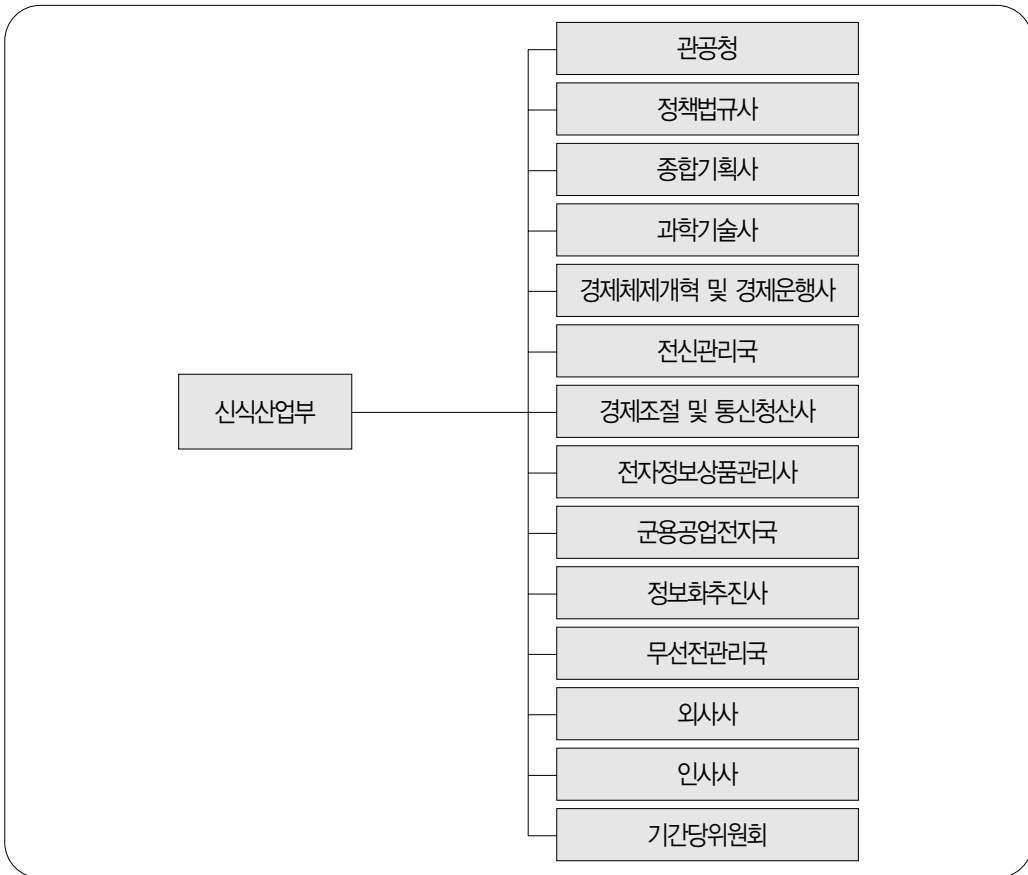 관공청
정책법규사
종합기획사
과학기술사
경제체제개혁 및 경제운행사
전신관리국
신식산업부
경제조절 및 통신청산사
전자정보상품관리사
군용공업전자국
정보화추진사
무선전관리국
외사사
인사사
기간당위원회